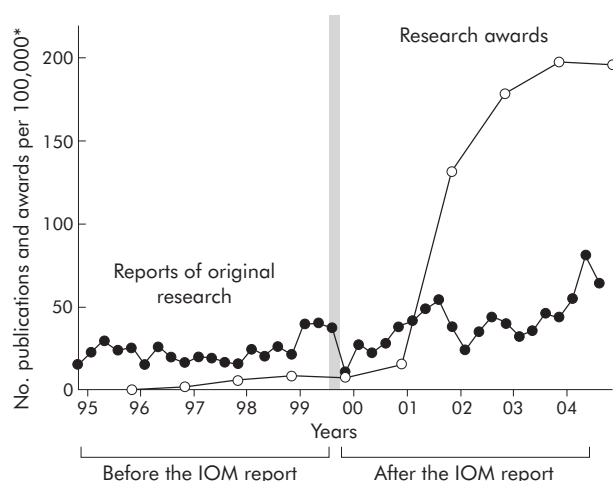 No. publications and awards per 100,000*
200
150
100
50
0
Research awards
Reports of original
research
95 96 97 98 99 00 01 02 03 04
Years
Before the IOM report After the IOM report